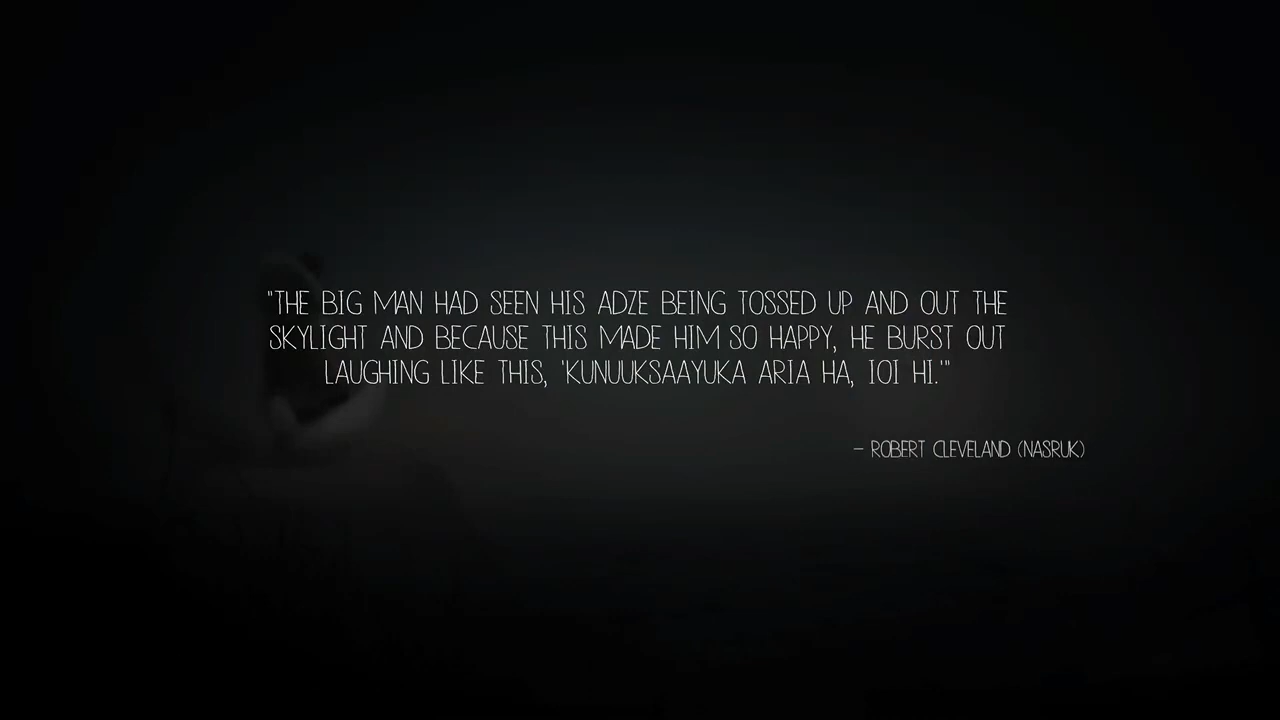 "THE BIG MAN HAD SEEN HIS ADZE BEING TOSSED UP AND OUT THE
SKYLIGHT AND BECAUSE THIS MADE HIM SO HAPPY, HE BURST OUT
LAUGHING LIKE THIS, 'KUNUUKSAAYUKA ARIA HA, IOI HI.'"
– ROBERT CLEVELAND (NASRUK)